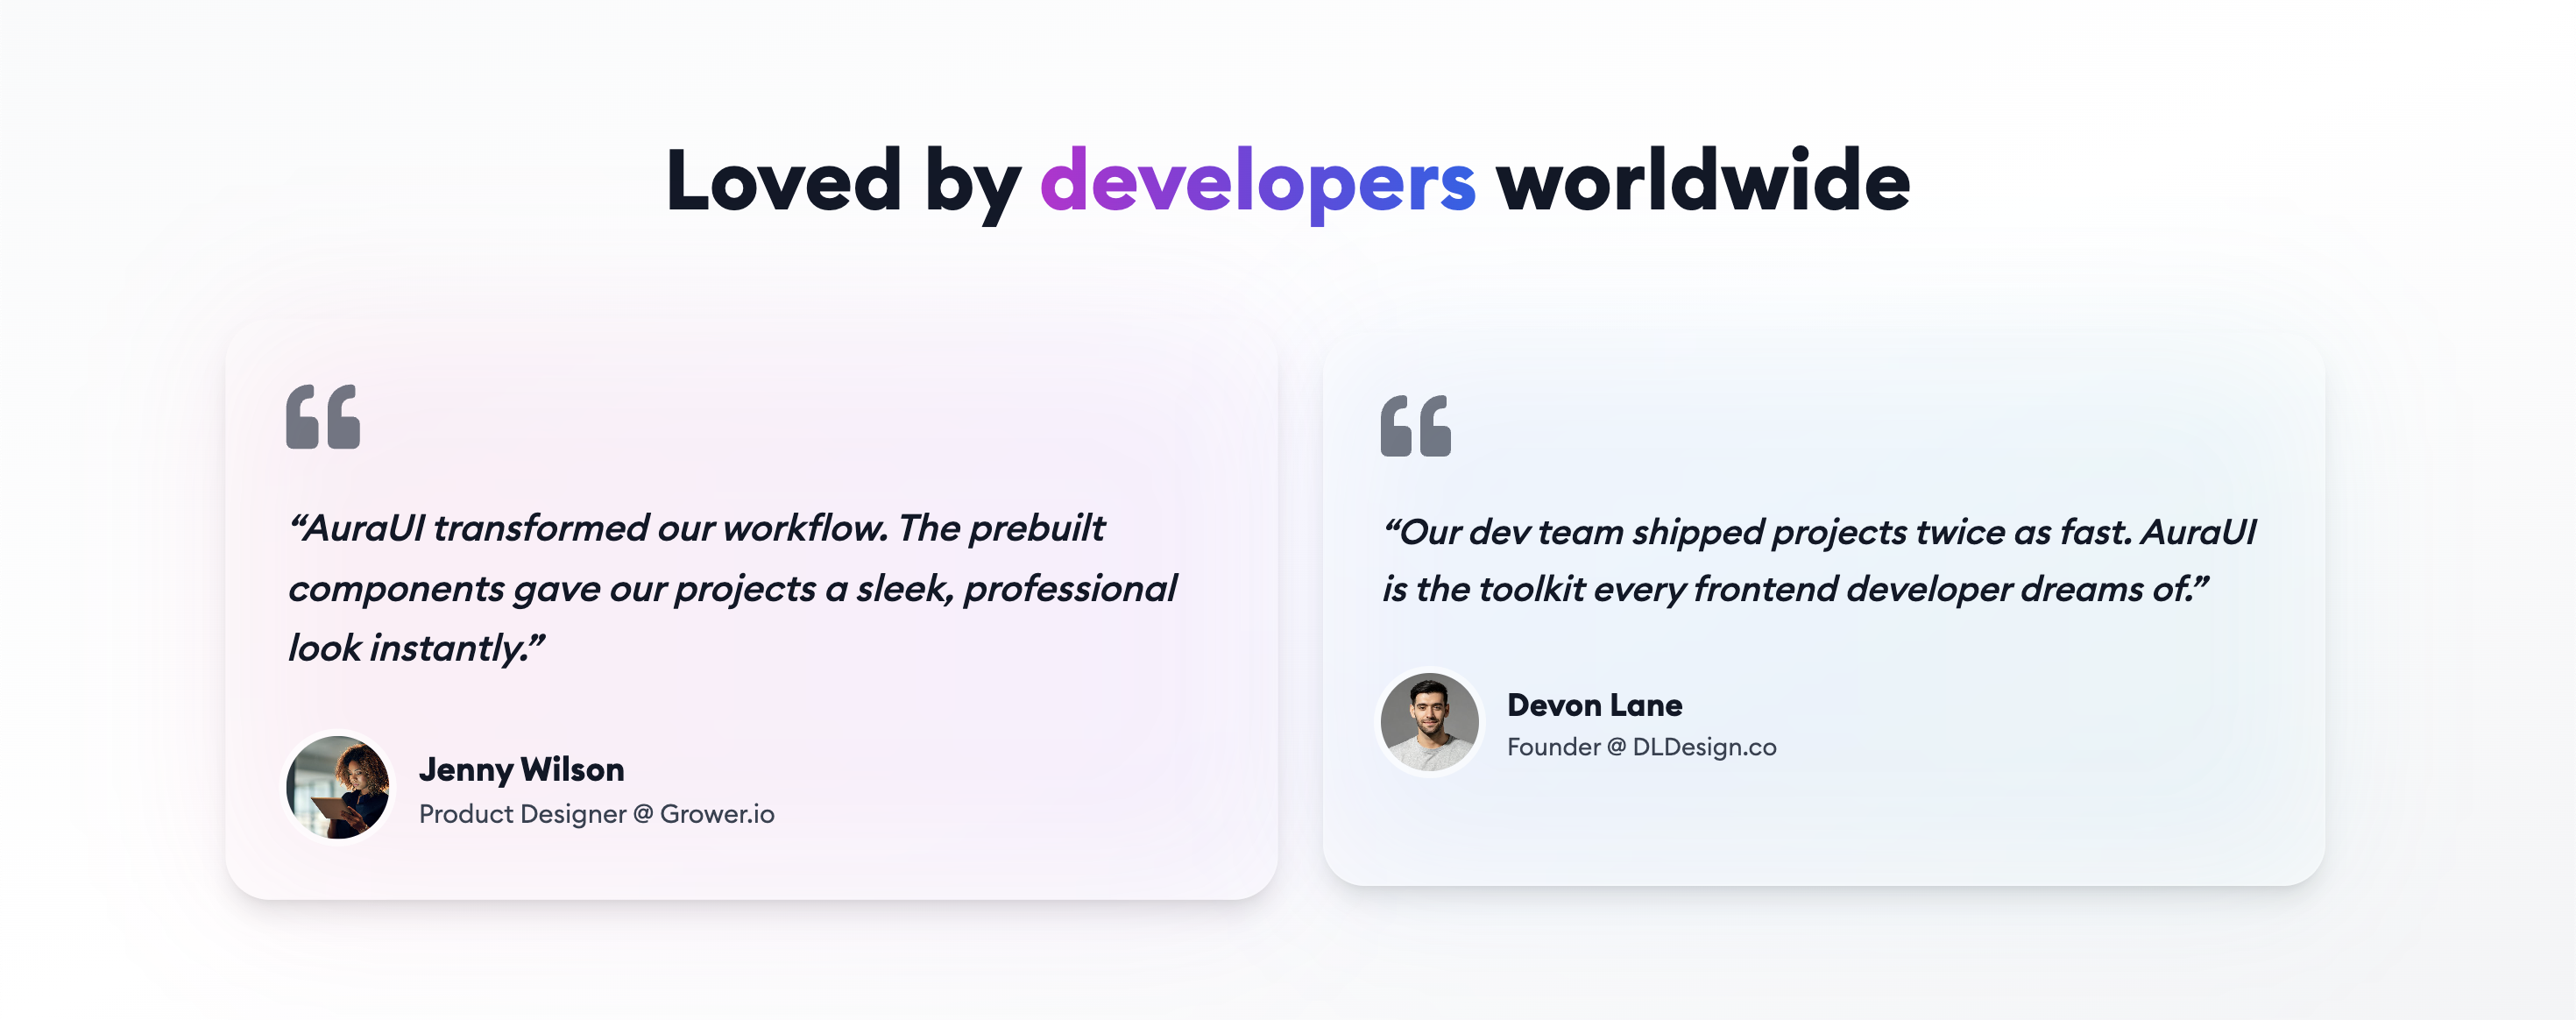 Loved by developers worldwide
“AuraUI transformed our workflow. The prebuilt
components gave our projects a sleek, professional
look instantly.”
Jenny Wilson
Product Designer @ Grower.io
“Our dev team shipped projects twice as fast. AuraUI
is the toolkit every frontend developer dreams of.”
Devon Lane
Founder @ DLDesign.co